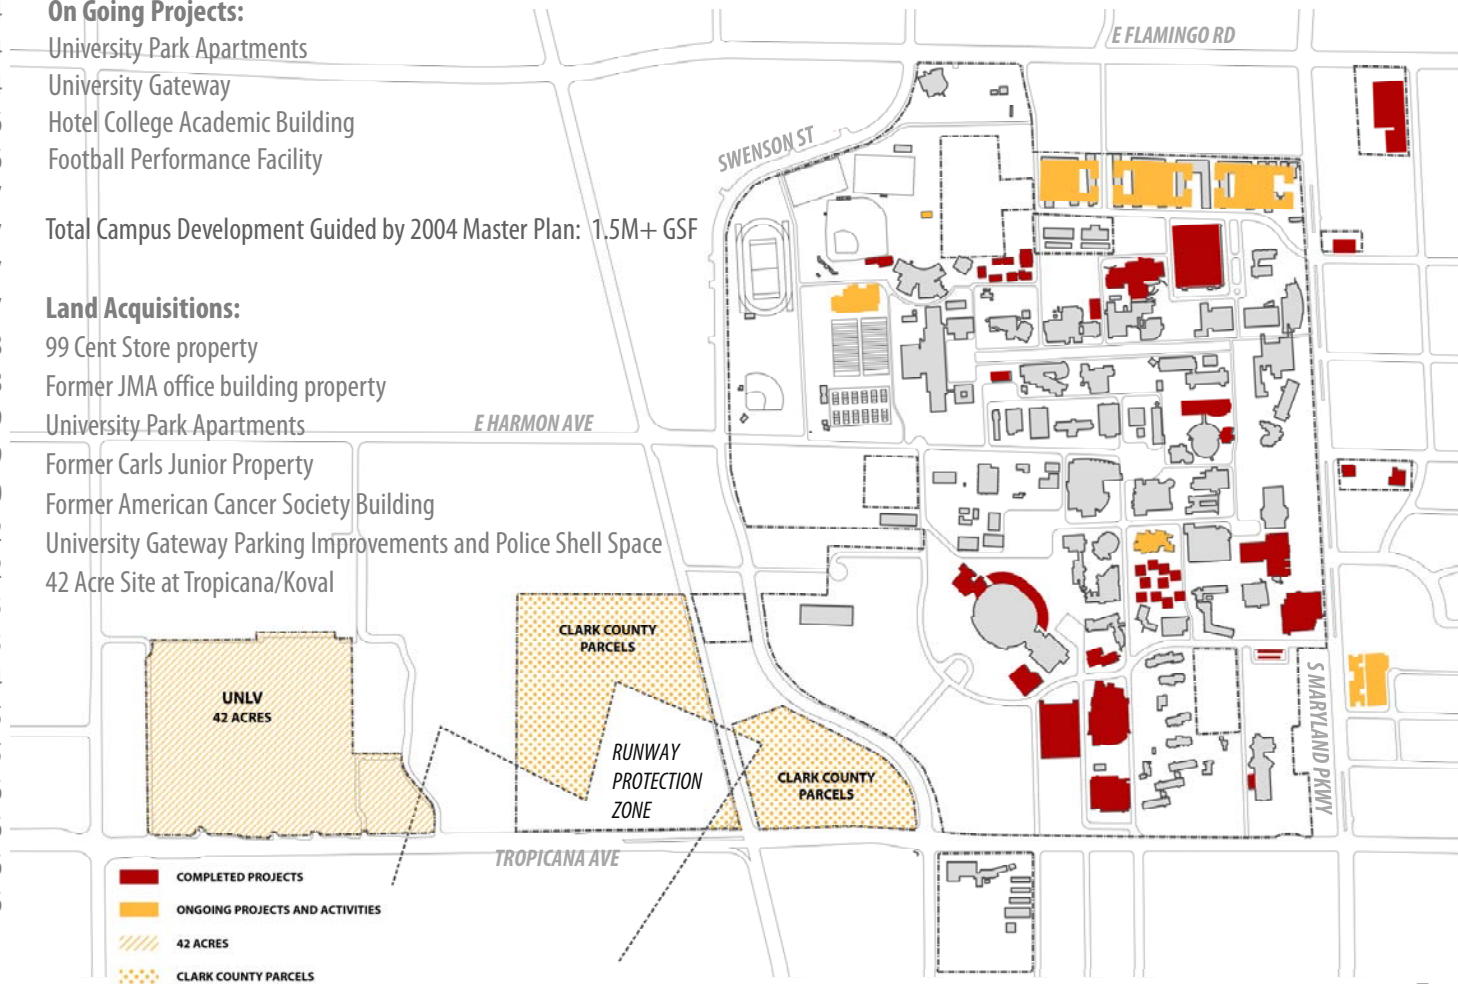 On Going Projects:
University Park Apartments
University Gateway
Hotel College Academic Building
Football Performance Facility
Total Campus Development Guided by 2004 Master Plan: 1.5M+ GSF
Land Acquisitions:
99 Cent Store property
Former JMA office building property
University Park Apartments
Former Carls Junior Property
Former American Cancer Society Building
University Gateway Parking Improvements and Police Shell Space
42 Acre Site at Tropicana/Koval
E FLAMINGO RD
SWENSON ST
E HARMON AVE
S MARYLAND PKWY
TROPICANA AVE
UNLV
42 ACRES
CLARK COUNTY
PARCELS
RUNWAY
PROTECTION
ZONE
CLARK COUNTY
PARCELS
COMPLETED PROJECTS
ONGOING PROJECTS AND ACTIVITIES
42 ACRES
CLARK COUNTY PARCELS